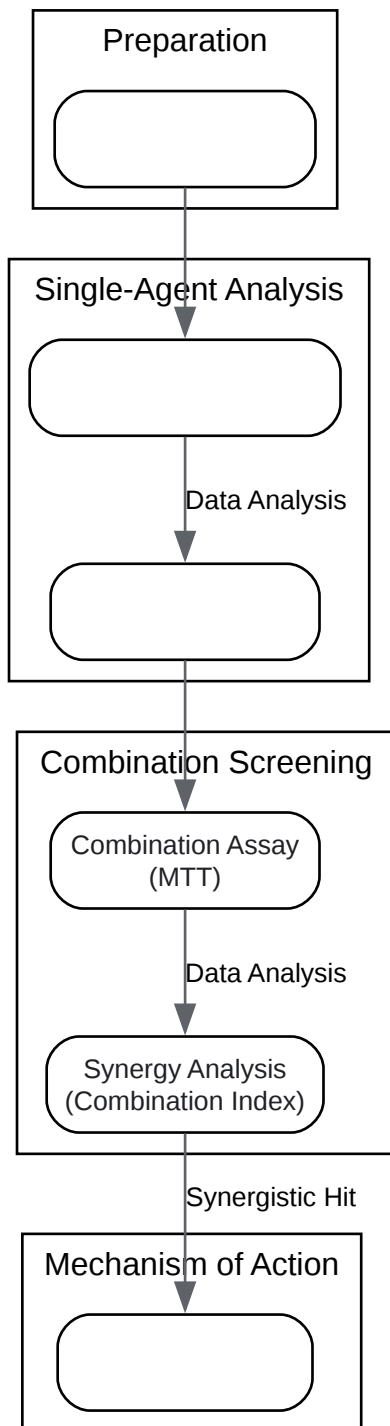 Preparation
Single-Agent Analysis
Data Analysis
Combination Screening
Combination Assay
(MTT)
Data Analysis
Synergy Analysis
(Combination Index)
Synergistic Hit
Mechanism of Action